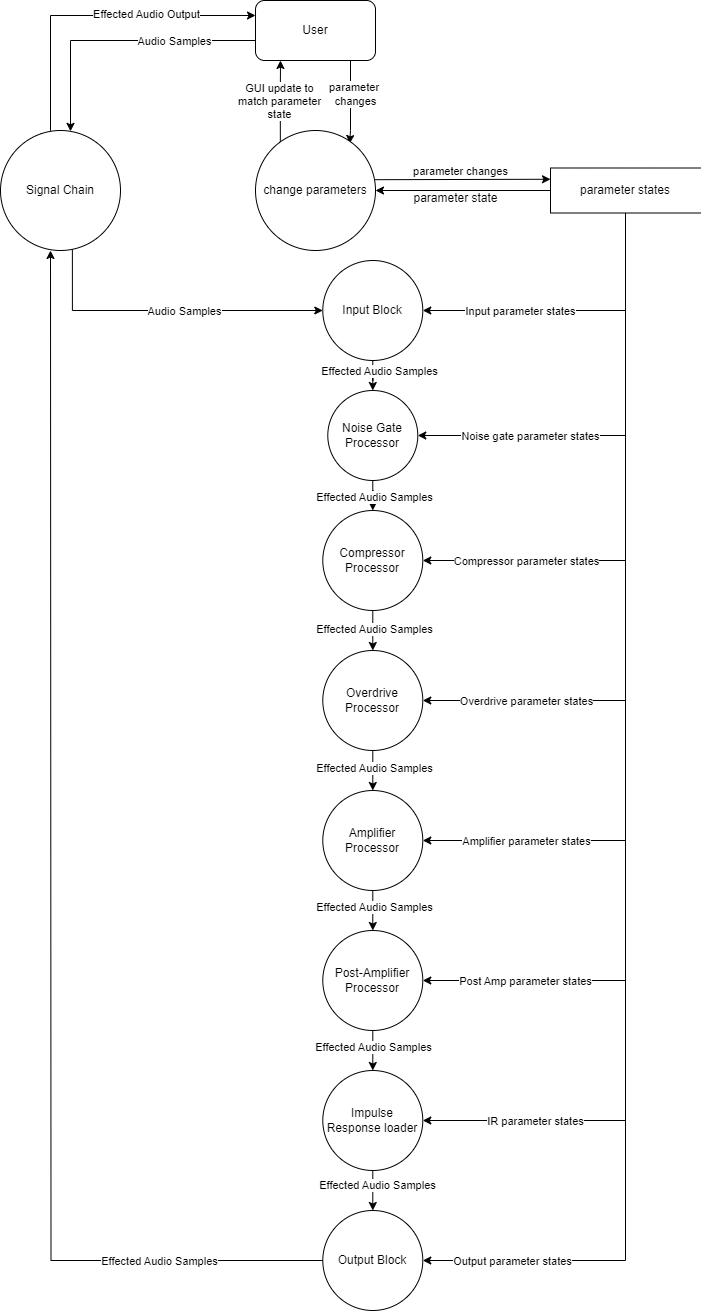 Effected Audio Output
User
Audio Samples
GUI update to
match parameter
state
parameter
changes
Signal Chain
change parameters
parameter changes
parameter state
parameter states
Audio Samples
Input Block
Input parameter states
Effected Audio Samples
Noise Gate
Processor
Noise gate parameter states
Effected Audio Samples
Compressor
Processor
Compressor parameter states
Effected Audio Samples
Overdrive
Processor
Overdrive parameter states
Effected Audio Samples
Amplifier
Processor
Amplifier parameter states
Effected Audio Samples
Post-Amplifier
Processor
Post Amp parameter states
Effected Audio Samples
Impulse
Response loader
IR parameter states
Effected Audio Samples
Effected Audio Samples
Output Block
Output parameter states